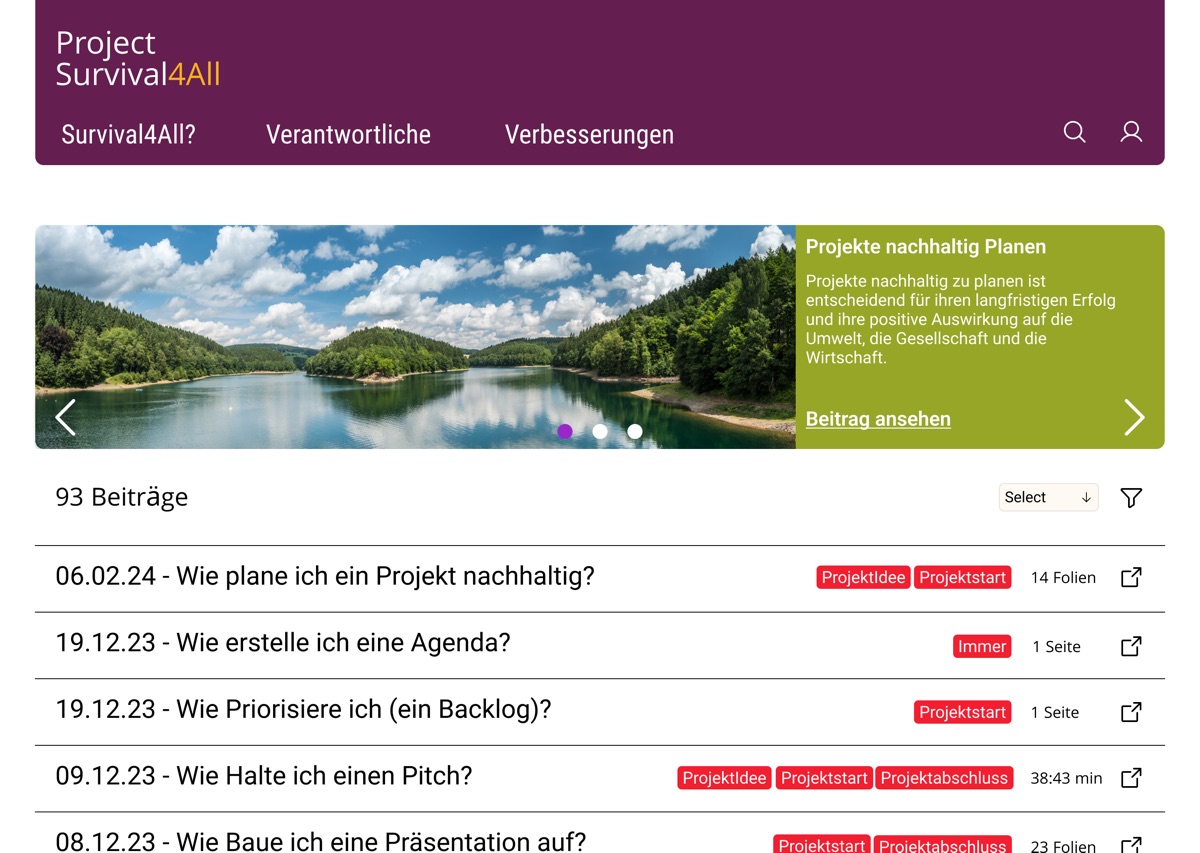 Project
Survival4All
Survival4All? Verantwortliche Verbesserungen
Projekte nachhaltig Planen
Projekte nachhaltig zu planen ist
entscheidend für ihren langfristigen Erfolg
und ihre positive Auswirkung auf die
Umwelt, die Gesellschaft und die
Wirtschaft.
Beitrag ansehen
93 Beiträge Select ↓
06.02.24 - Wie plane ich ein Projekt nachhaltig? ProjektIdee Projektstart 14 Folien
19.12.23 - Wie erstelle ich eine Agenda? Immer 1 Seite
19.12.23 - Wie Priorisiere ich (ein Backlog)? Projektstart 1 Seite
09.12.23 - Wie Halte ich einen Pitch? ProjektIdee Projektstart Projektabschluss 38:43 min
08.12.23 - Wie Baue ich eine Präsentation auf? Projektstart Projektabschluss 23 Folien